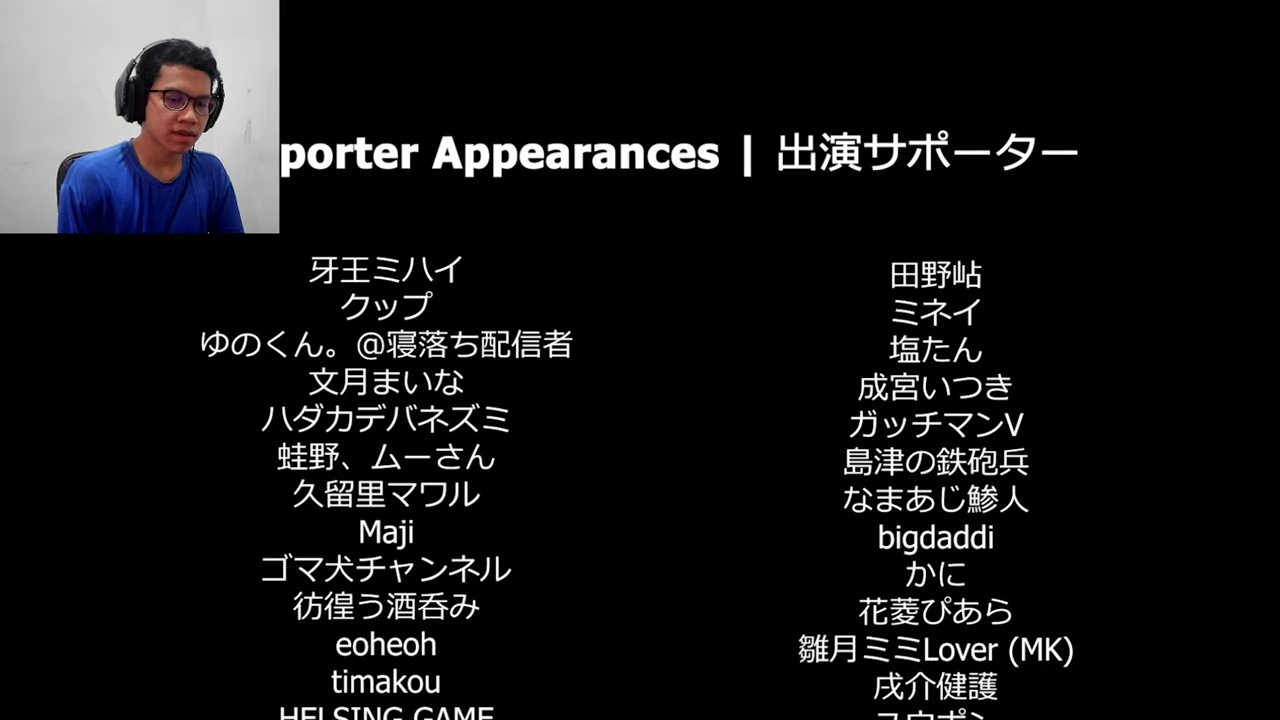 porter Appearances | 出演サポーター
牙王ミハイ
クップ
ゆのくん。@寝落ち配信者
文月まいな
ハダカデバネズミ
蛙野、ムーさん
久留里マワル
Maji
ゴマ犬チャンネル
彷徨う酒呑み
eoheoh
timakou
HELSING GAME
田野岾
ミネイ
塩たん
成宮いつき
ガッチマンV
島津の鉄砲兵
なまあじ鯵人
bigdaddi
かに
花菱ぴあら
雛月ミミLover (MK)
戌介健護